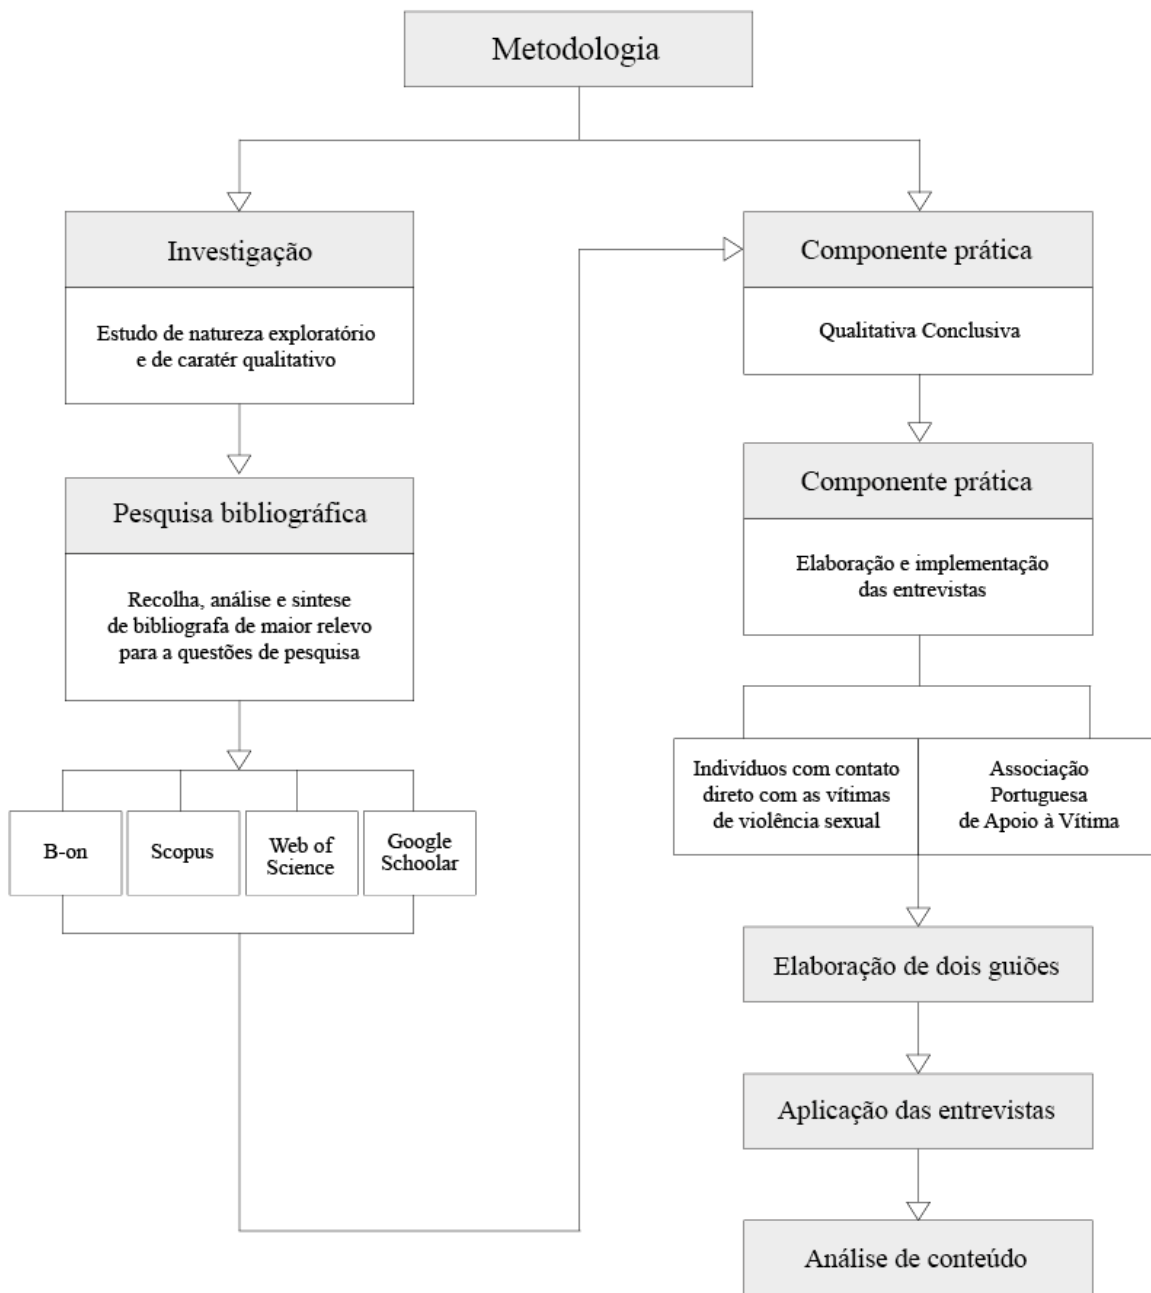 Metodologia
Investigação
Estudo de natureza exploratório
e de caratér qualitativo
Pesquisa bibliográfica
Recolha, análise e sintese
de bibliografa de maior relevo
para a questões de pesquisa
B-on
Scopus
Web of
Science
Google
Schoolar
Componente prática
Qualitativa Conclusiva
Componente prática
Elaboração e implementação
das entrevistas
Indivíduos com contato
direto com as vítimas
de violência sexual
Associação
Portuguesa
de Apoio à Vítima
Elaboração de dois guiões
Aplicação das entrevistas
Análise de conteúdo